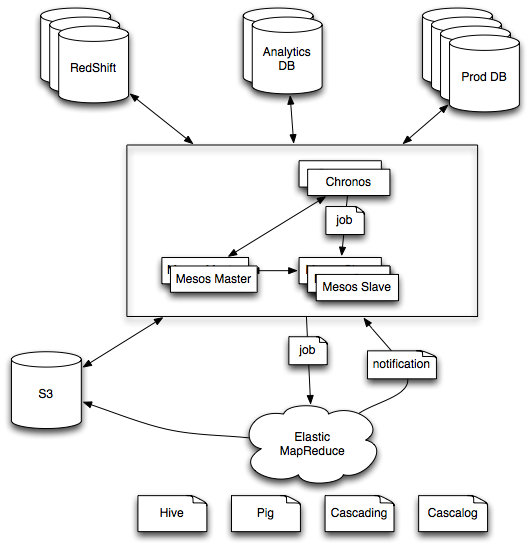 RedShift
Analytics
DB
Prod DB
Chronos
job
Mesos Master
Mesos Slave
job
notification
S3
Elastic
MapReduce
Hive
Pig
Cascading
Cascalog